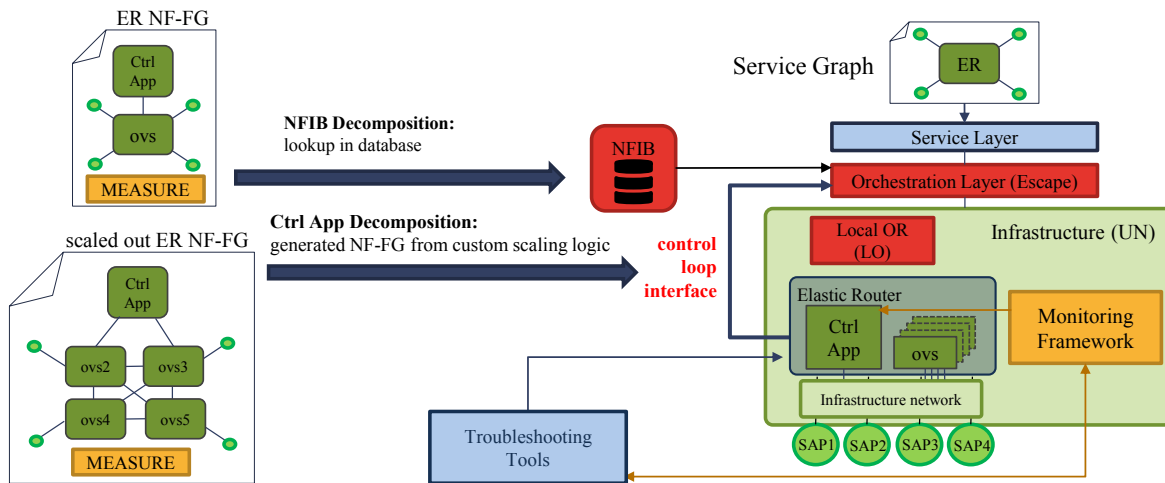 ER NF-FG
Ctrl
App
ovs
MEASURE
NFIB Decomposition:
lookup in database
NFIB
Service Graph
ER
Service Layer
Orchestration Layer (Escape)
scaled out ER NF-FG
Ctrl
App
ovs2
ovs3
ovs4
ovs5
MEASURE
Ctrl App Decomposition:
generated NF-FG from custom scaling logic
control
loop
interface
Local OR
(LO)
Infrastructure (UN)
Elastic Router
Ctrl
App
ovs
Monitoring
Framework
Infrastructure network
SAP1
SAP2
SAP3
SAP4
Troubleshooting
Tools